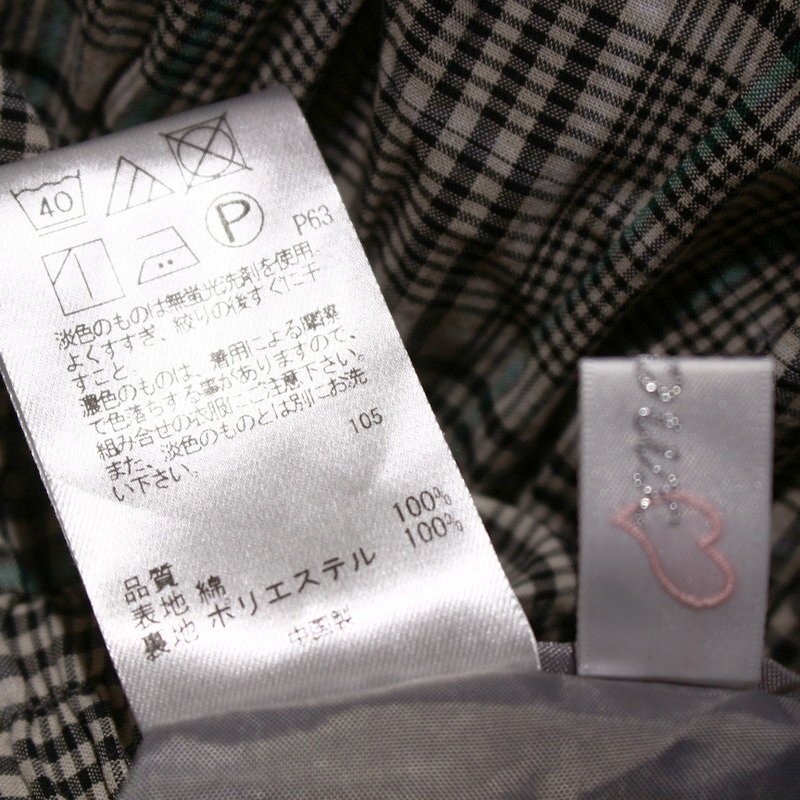 40
P
P63
淡色のものは無蛍光洗剤を使用
よくすすぎ、絞りの後すぐに干
すこと。
濃色のものは、着用による摩擦
で色落ちする事がありますので、
組み合せの衣服にご注意下さい。
また、淡色のものとは別にお洗
い下さい。
105
品質
表地 綿 100%
裏地 ポリエステル 100%
中国製